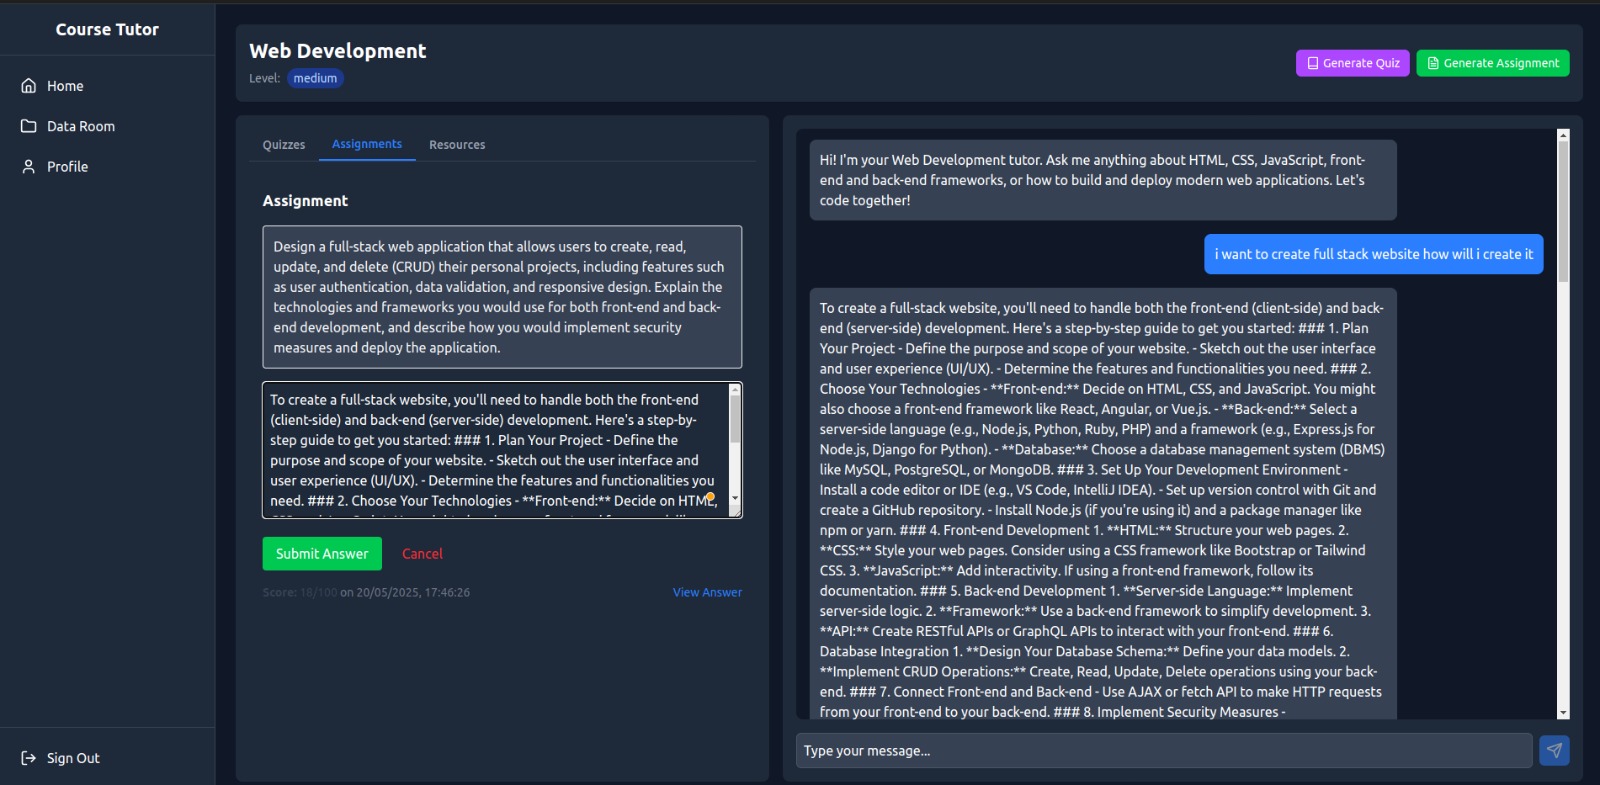 Course Tutor
Home
Data Room
Profile
Sign Out
Web Development
Level: medium
Generate Quiz
Generate Assignment
Quizzes
Assignments
Resources
Assignment
Design a full-stack web application that allows users to create, read,
update, and delete (CRUD) their personal projects, including features such
as user authentication, data validation, and responsive design. Explain the
technologies and frameworks you would use for both front-end and back-
end development, and describe how you would implement security
measures and deploy the application.
To create a full-stack website, you'll need to handle both the front-end
(client-side) and back-end (server-side) development. Here's a step-by-
step guide to get you started: ### 1. Plan Your Project - Define the
purpose and scope of your website. - Sketch out the user interface and
user experience (UI/UX). - Determine the features and functionalities you
need. ### 2. Choose Your Technologies - **Front-end:** Decide on HTML,
Submit Answer
Cancel
Score: 18/100 on 20/05/2025, 17:46:26
View Answer
Hi! I'm your Web Development tutor. Ask me anything about HTML, CSS, JavaScript, front-
end and back-end frameworks, or how to build and deploy modern web applications. Let's
code together!
i want to create full stack website how will i create it
To create a full-stack website, you'll need to handle both the front-end (client-side) and back-
end (server-side) development. Here's a step-by-step guide to get you started: ### 1. Plan
Your Project - Define the purpose and scope of your website. - Sketch out the user interface
and user experience (UI/UX). - Determine the features and functionalities you need. ### 2.
Choose Your Technologies - **Front-end:** Decide on HTML, CSS, and JavaScript. You might
also choose a front-end framework like React, Angular, or Vue.js. - **Back-end:** Select a
server-side language (e.g., Node.js, Python, Ruby, PHP) and a framework (e.g., Express.js for
Node.js, Django for Python). - **Database:** Choose a database management system (DBMS)
like MySQL, PostgreSQL, or MongoDB. ### 3. Set Up Your Development Environment -
Install a code editor or IDE (e.g., VS Code, IntelliJ IDEA). - Set up version control with Git and
create a GitHub repository. - Install Node.js (if you're using it) and a package manager like
npm or yarn. ### 4. Front-end Development 1. **HTML:** Structure your web pages. 2.
**CSS:** Style your web pages. Consider using a CSS framework like Bootstrap or Tailwind
CSS. 3. **JavaScript:** Add interactivity. If using a front-end framework, follow its
documentation. ### 5. Back-end Development 1. **Server-side Language:** Implement
server-side logic. 2. **Framework:** Use a back-end framework to simplify development. 3.
**API:** Create RESTful APIs or GraphQL APIs to interact with your front-end. ### 6.
Database Integration 1. **Design Your Database Schema:** Define your data models. 2.
**Implement CRUD Operations:** Create, Read, Update, Delete operations using your back-
end. ### 7. Connect Front-end and Back-end - Use AJAX or fetch API to make HTTP requests
from your front-end to your back-end. ### 8. Implement Security Measures -
Type your message...